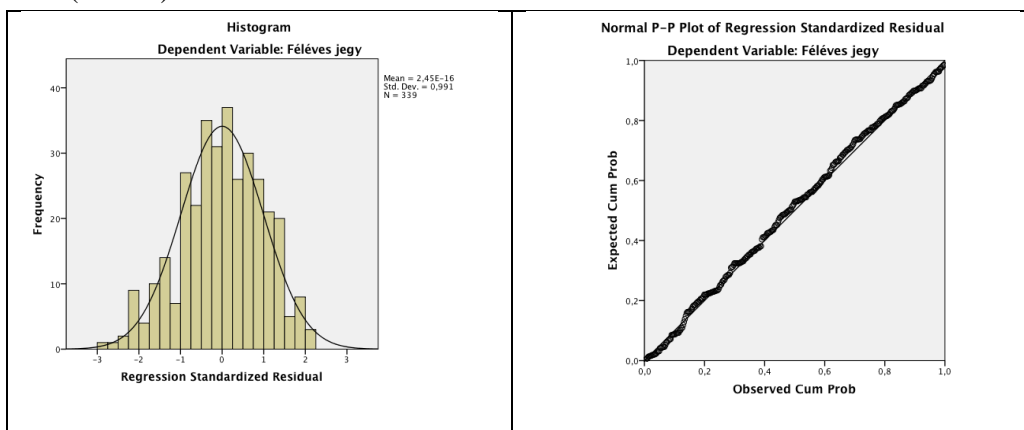 Histogram
Dependent Variable: Féléves jegy
Mean = 2,45E-16
Std. Dev. = 0,991
N = 339
Frequency
40
30
20
10
0
-3 -2 -1 0 1 2 3
Regression Standardized Residual
Normal P-P Plot of Regression Standardized Residual
Dependent Variable: Féléves jegy
Expected Cum Prob
1,0
0,8
0,6
0,4
0,2
0,0
0,0 0,2 0,4 0,6 0,8 1,0
Observed Cum Prob